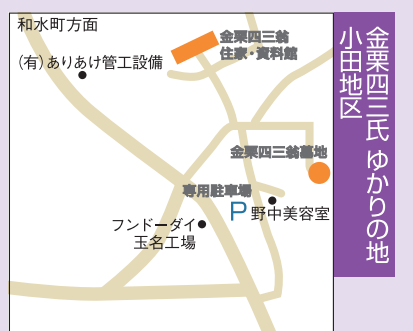 金栗四三氏 ゆかりの地
小田地区
和水町方面
金栗四三翁
住家・資料館
(有)ありあけ管工設備
金栗四三翁墓地
専用駐車場
P
野中美容室
フンドーダイ
玉名工場